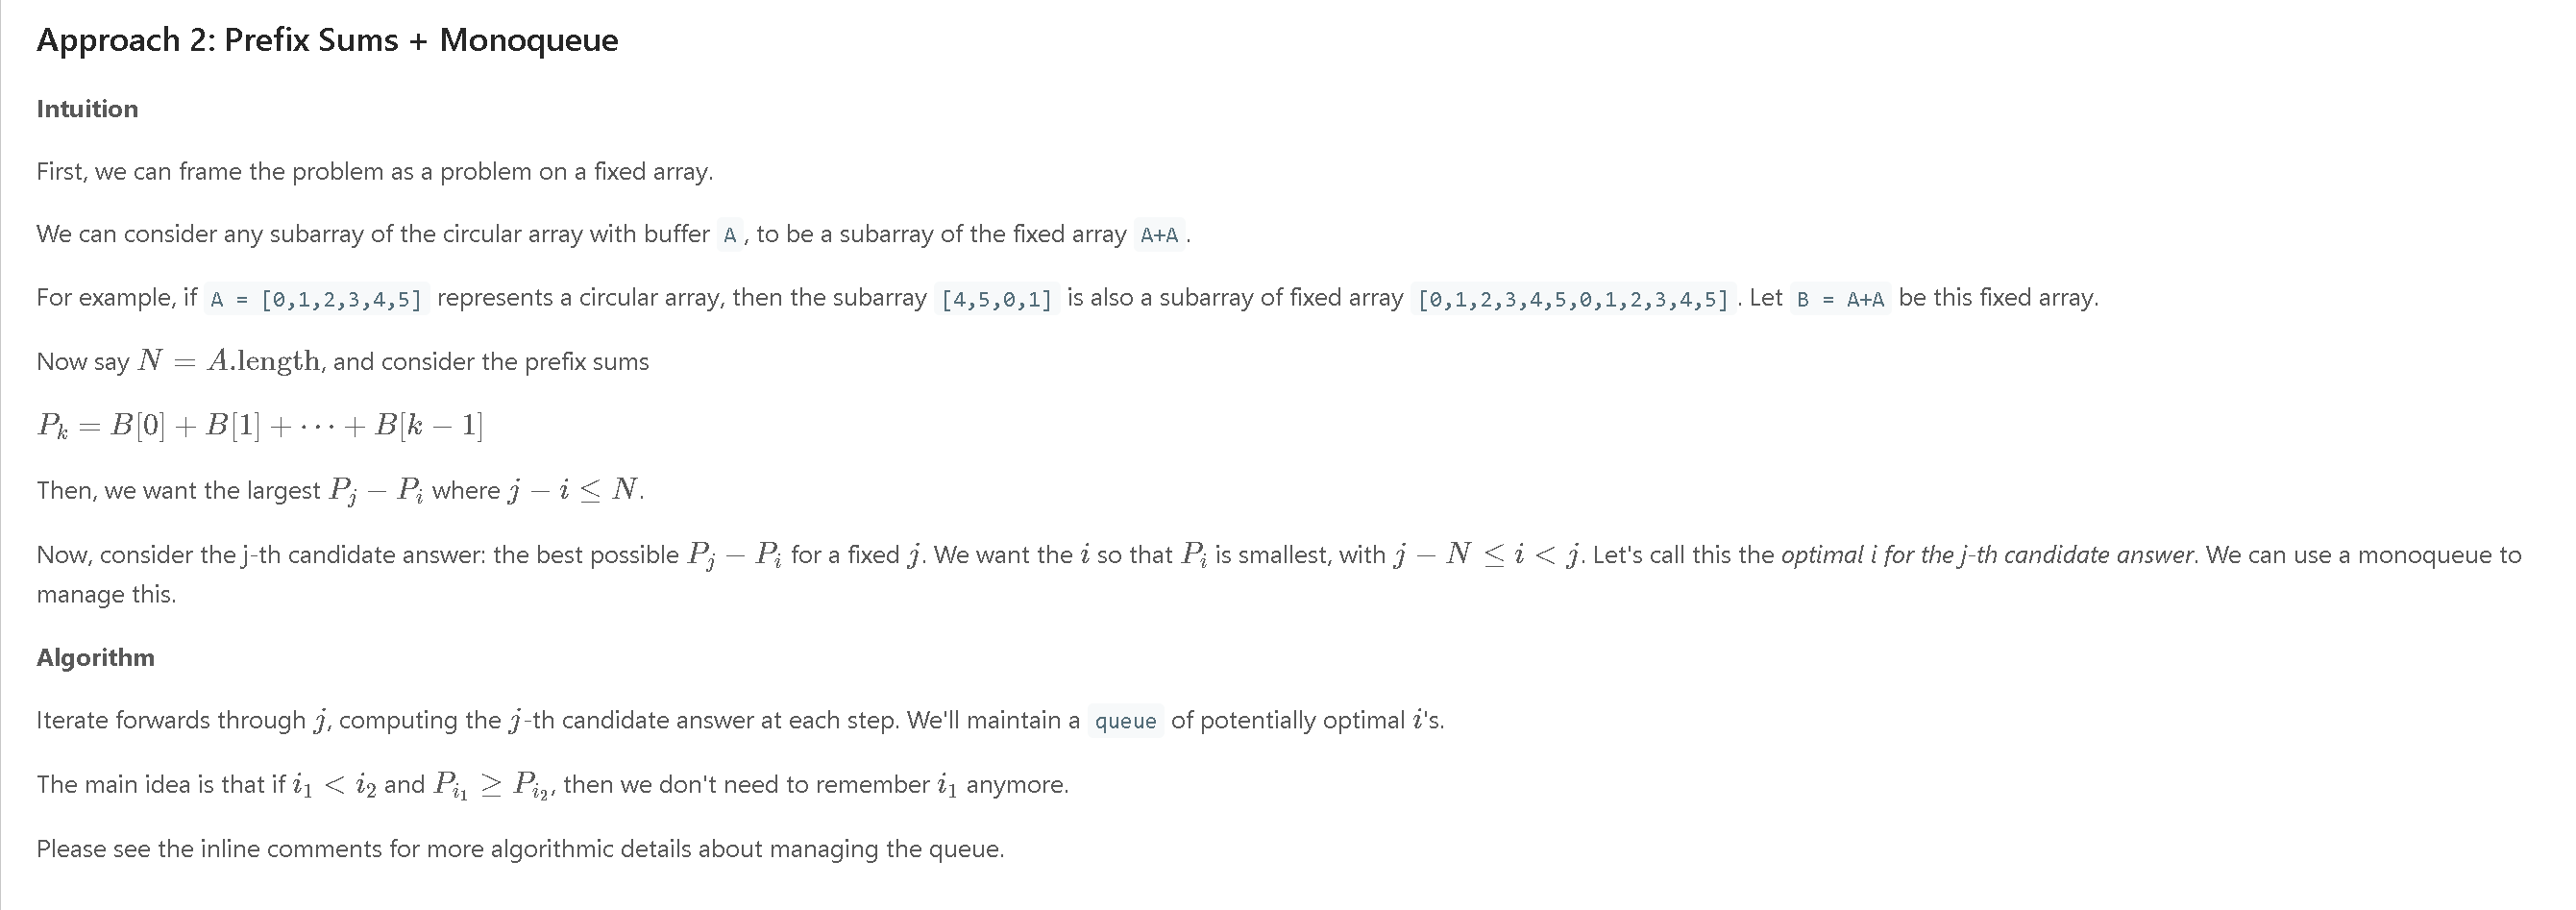 Approach 2: Prefix Sums + Monoqueue
Intuition
First, we can frame the problem as a problem on a fixed array.
We can consider any subarray of the circular array with buffer A, to be a subarray of the fixed array A+A.
For example, if A = [0,1,2,3,4,5] represents a circular array, then the subarray [4,5,0,1] is also a subarray of fixed array [0,1,2,3,4,5,0,1,2,3,4,5]. Let B = A+A be this fixed array.
Now say $N = A.\text{length}$, and consider the prefix sums
$P_k = B[0] + B[1] + \cdots + B[k-1]$
Then, we want the largest $P_j - P_i$ where $j - i \leq N$.
Now, consider the j-th candidate answer: the best possible $P_j - P_i$ for a fixed $j$. We want the $i$ so that $P_i$ is smallest, with $j - N \leq i < j$. Let's call this the optimal i for the j-th candidate answer. We can use a monoqueue to
manage this.
Algorithm
Iterate forwards through $j$, computing the $j$-th candidate answer at each step. We'll maintain a queue of potentially optimal $i$'s.
The main idea is that if $i_1 < i_2$ and $P_{i_1} \geq P_{i_2}$, then we don't need to remember $i_1$ anymore.
Please see the inline comments for more algorithmic details about managing the queue.